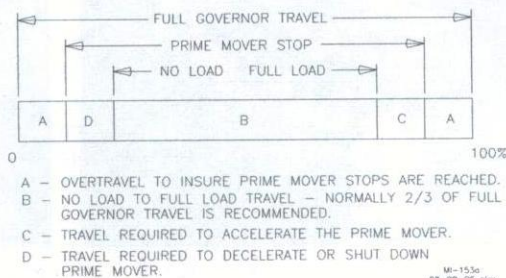 FULL GOVERNOR TRAVEL
PRIME MOVER STOP
NO LOAD FULL LOAD
A D B C A
0 100%
A – OVERTRAVEL TO INSURE PRIME MOVER STOPS ARE REACHED.
B – NO LOAD TO FULL LOAD TRAVEL – NORMALLY 2/3 OF FULL
GOVERNOR TRAVEL IS RECOMMENDED.
C – TRAVEL REQUIRED TO ACCELERATE THE PRIME MOVER.
D – TRAVEL REQUIRED TO DECELERATE OR SHUT DOWN
PRIME MOVER.
MI-153a